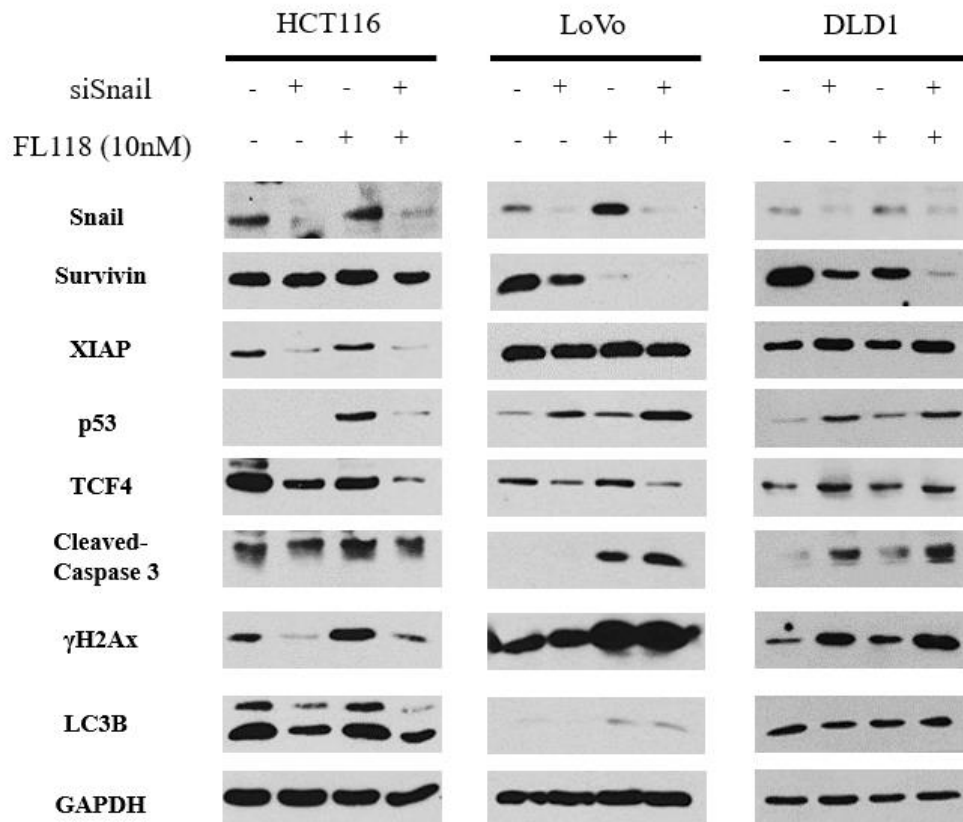 HCT116 LoVo DLD1
siSnail - + - + - + - + - + - +
FL118 (10nM) - - + + - - + + - - + +
Snail
Survivin
XIAP
p53
TCF4
Cleaved-
Caspase 3
γH2Ax
LC3B
GAPDH